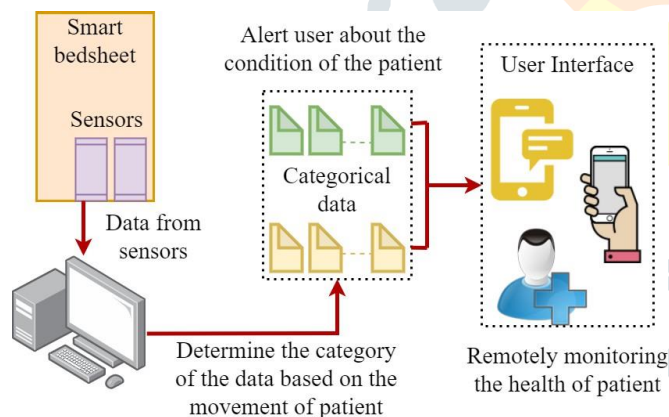 Smart
bedsheet
Sensors
Data from
sensors
Determine the category
of the data based on the
movement of patient
Alert user about the
condition of the patient
Categorical
data
User Interface
Remotely monitoring
the health of patient